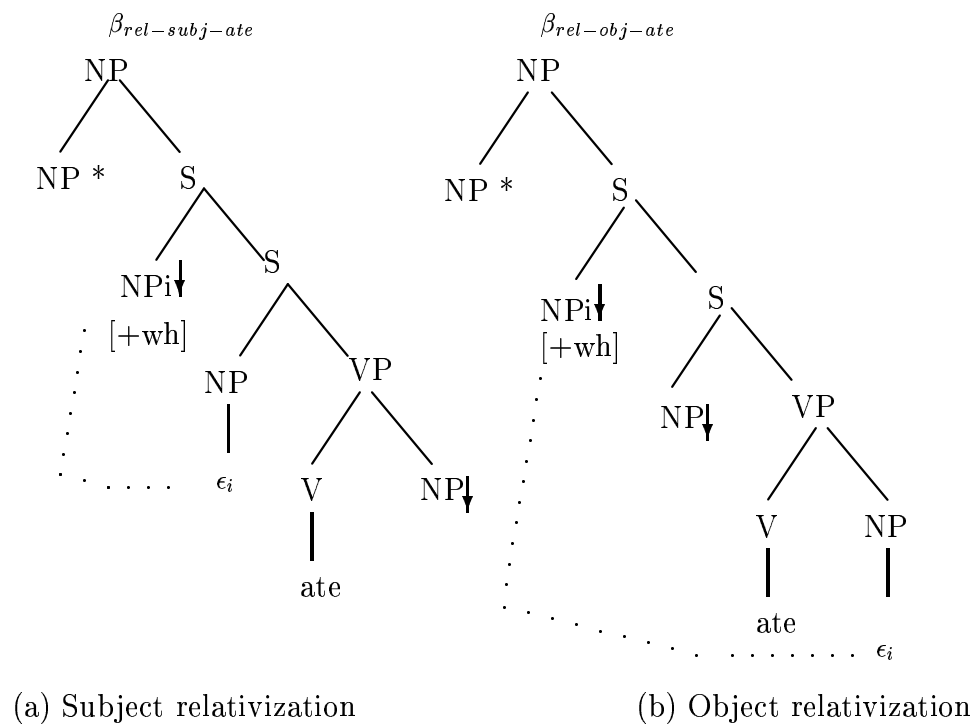 β_rel−subj−ate
NP
NP *
S
NPi↓
[+wh]
S
NP
ϵ_i
VP
V
ate
NP↓
(a) Subject relativization
β_rel−obj−ate
NP
NP *
S
NPi↓
[+wh]
S
NP↓
VP
V
ate
NP
ϵ_i
(b) Object relativization